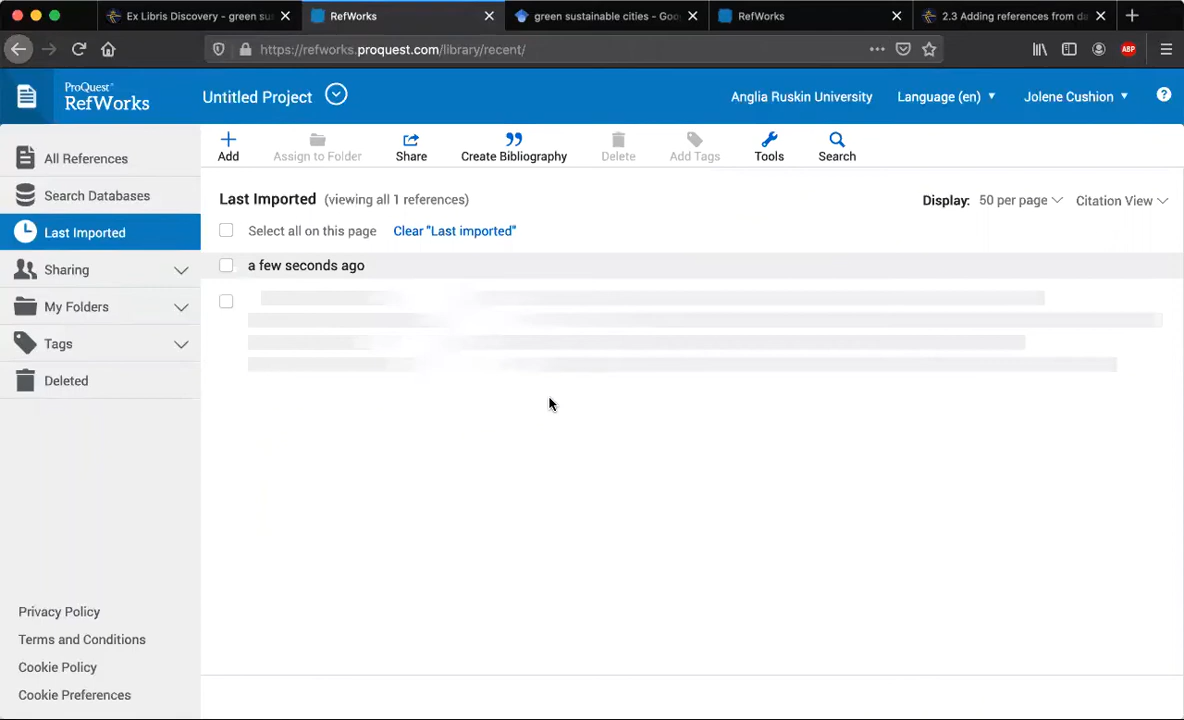 Ex Libris Discovery - green su
RefWorks
green sustainable cities - Goo
RefWorks
2.3 Adding references from da
https://refworks.proquest.com/library/recent/
ABP
ProQuest
RefWorks
Untitled Project
Anglia Ruskin University
Language (en)
Jolene Cushion
?
All References
Search Databases
Last Imported
Sharing
My Folders
Tags
Deleted
Add
Assign to Folder
Share
Create Bibliography
Delete
Add Tags
Tools
Search
Last Imported (viewing all 1 references)
Display: 50 per page Citation View
Select all on this page Clear "Last imported"
a few seconds ago
Privacy Policy
Terms and Conditions
Cookie Policy
Cookie Preferences